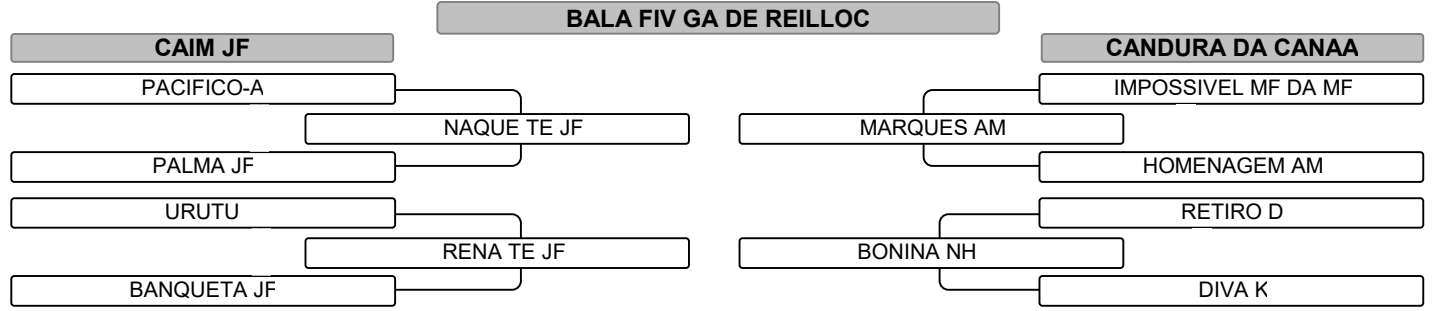 BALA FIV GA DE REILLOC
CAIM JF
CANDURA DA CANAA
PACIFICO-A
IMPOSSIVEL MF DA MF
NAQUE TE JF
MARQUES AM
PALMA JF
HOMENAGEM AM
URUTU
RETIRO D
RENA TE JF
BONINA NH
BANQUETA JF
DIVA K